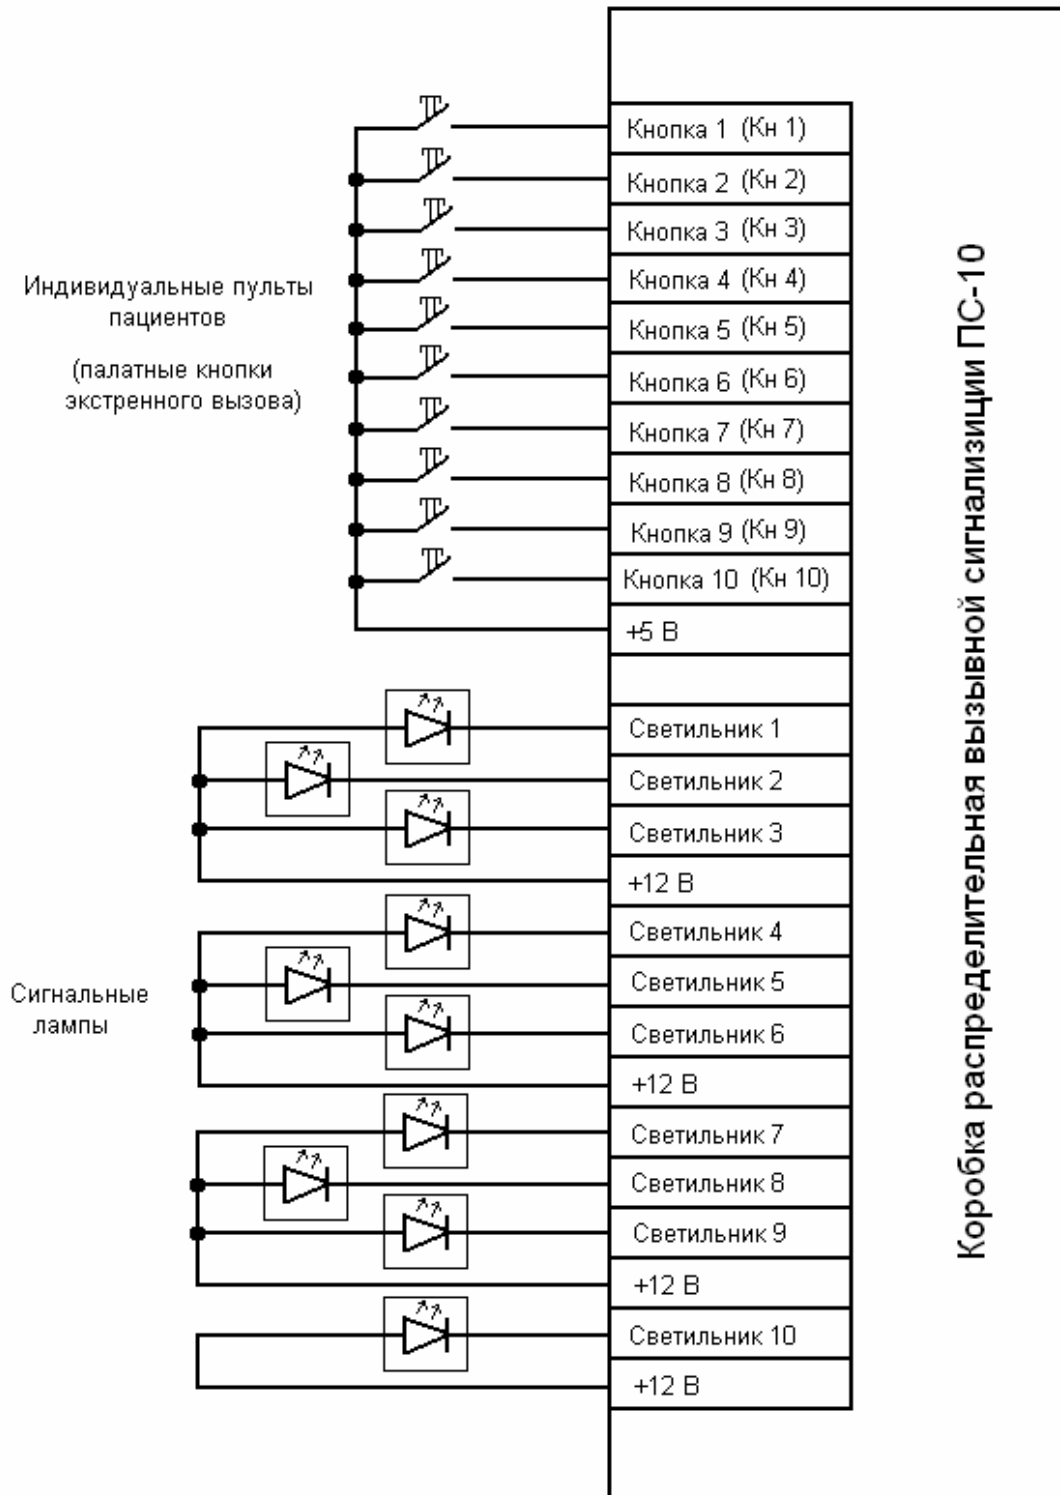 Кнопка 1 (Кн 1)
Кнопка 2 (Кн 2)
Кнопка 3 (Кн 3)
Кнопка 4 (Кн 4)
Кнопка 5 (Кн 5)
Кнопка 6 (Кн 6)
Кнопка 7 (Кн 7)
Кнопка 8 (Кн 8)
Кнопка 9 (Кн 9)
Кнопка 10 (Кн 10)
+5 В
Индивидуальные пульты
пациентов
(палатные кнопки
экстренного вызова)
Светильник 1
Светильник 2
Светильник 3
+12 В
Светильник 4
Светильник 5
Светильник 6
+12 В
Светильник 7
Светильник 8
Светильник 9
+12 В
Светильник 10
+12 В
Сигнальные
лампы
Коробка распределительная вызывной сигнализиции ПС-10